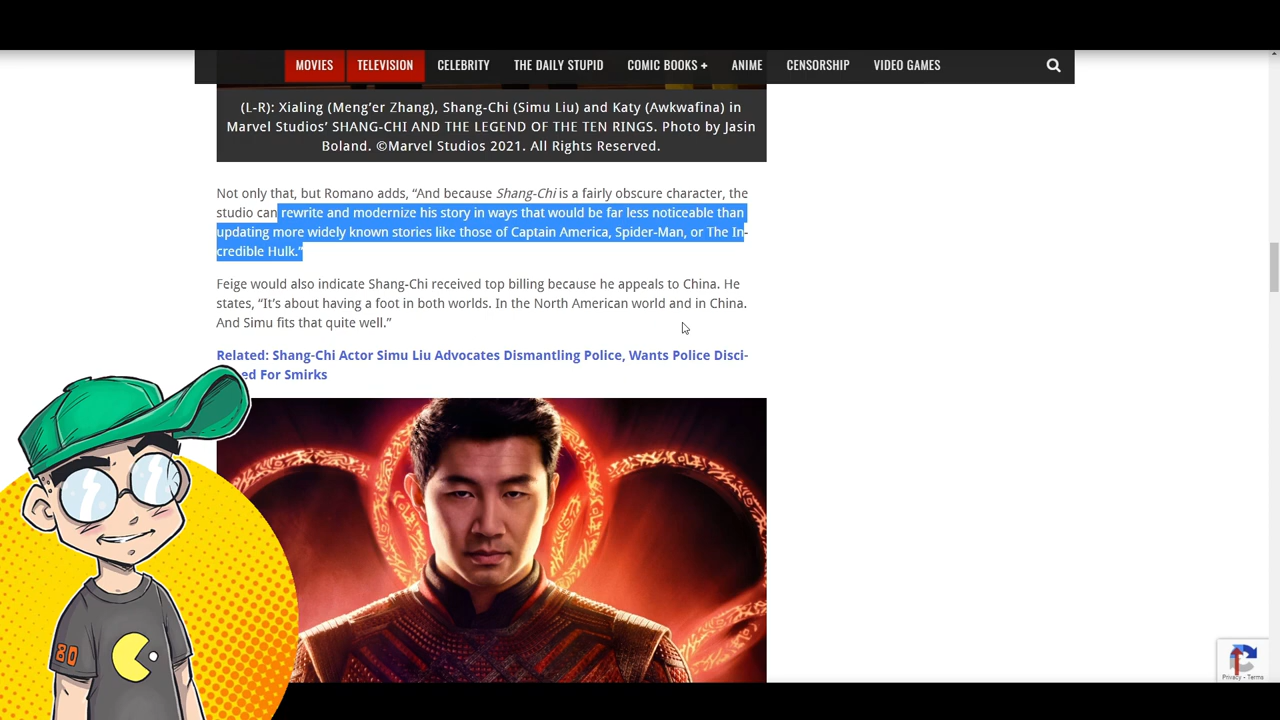 MOVIES TELEVISION CELEBRITY THE DAILY STUPID COMIC BOOKS + ANIME CENSORSHIP VIDEO GAMES
(L-R): Xialing (Meng’er Zhang), Shang-Chi (Simu Liu) and Katy (Awkwafina) in
Marvel Studios’ SHANG-CHI AND THE LEGEND OF THE TEN RINGS. Photo by Jasin
Boland. ©Marvel Studios 2021. All Rights Reserved.
Not only that, but Romano adds, “And because Shang-Chi is a fairly obscure character, the
studio can rewrite and modernize his story in ways that would be far less noticeable than
updating more widely known stories like those of Captain America, Spider-Man, or The In-
credible Hulk.”
Feige would also indicate Shang-Chi received top billing because he appeals to China. He
states, “It’s about having a foot in both worlds. In the North American world and in China.
And Simu fits that quite well.”
Related: Shang-Chi Actor Simu Liu Advocates Dismantling Police, Wants Police Disci-
ed For Smirks
80
Privacy - Terms